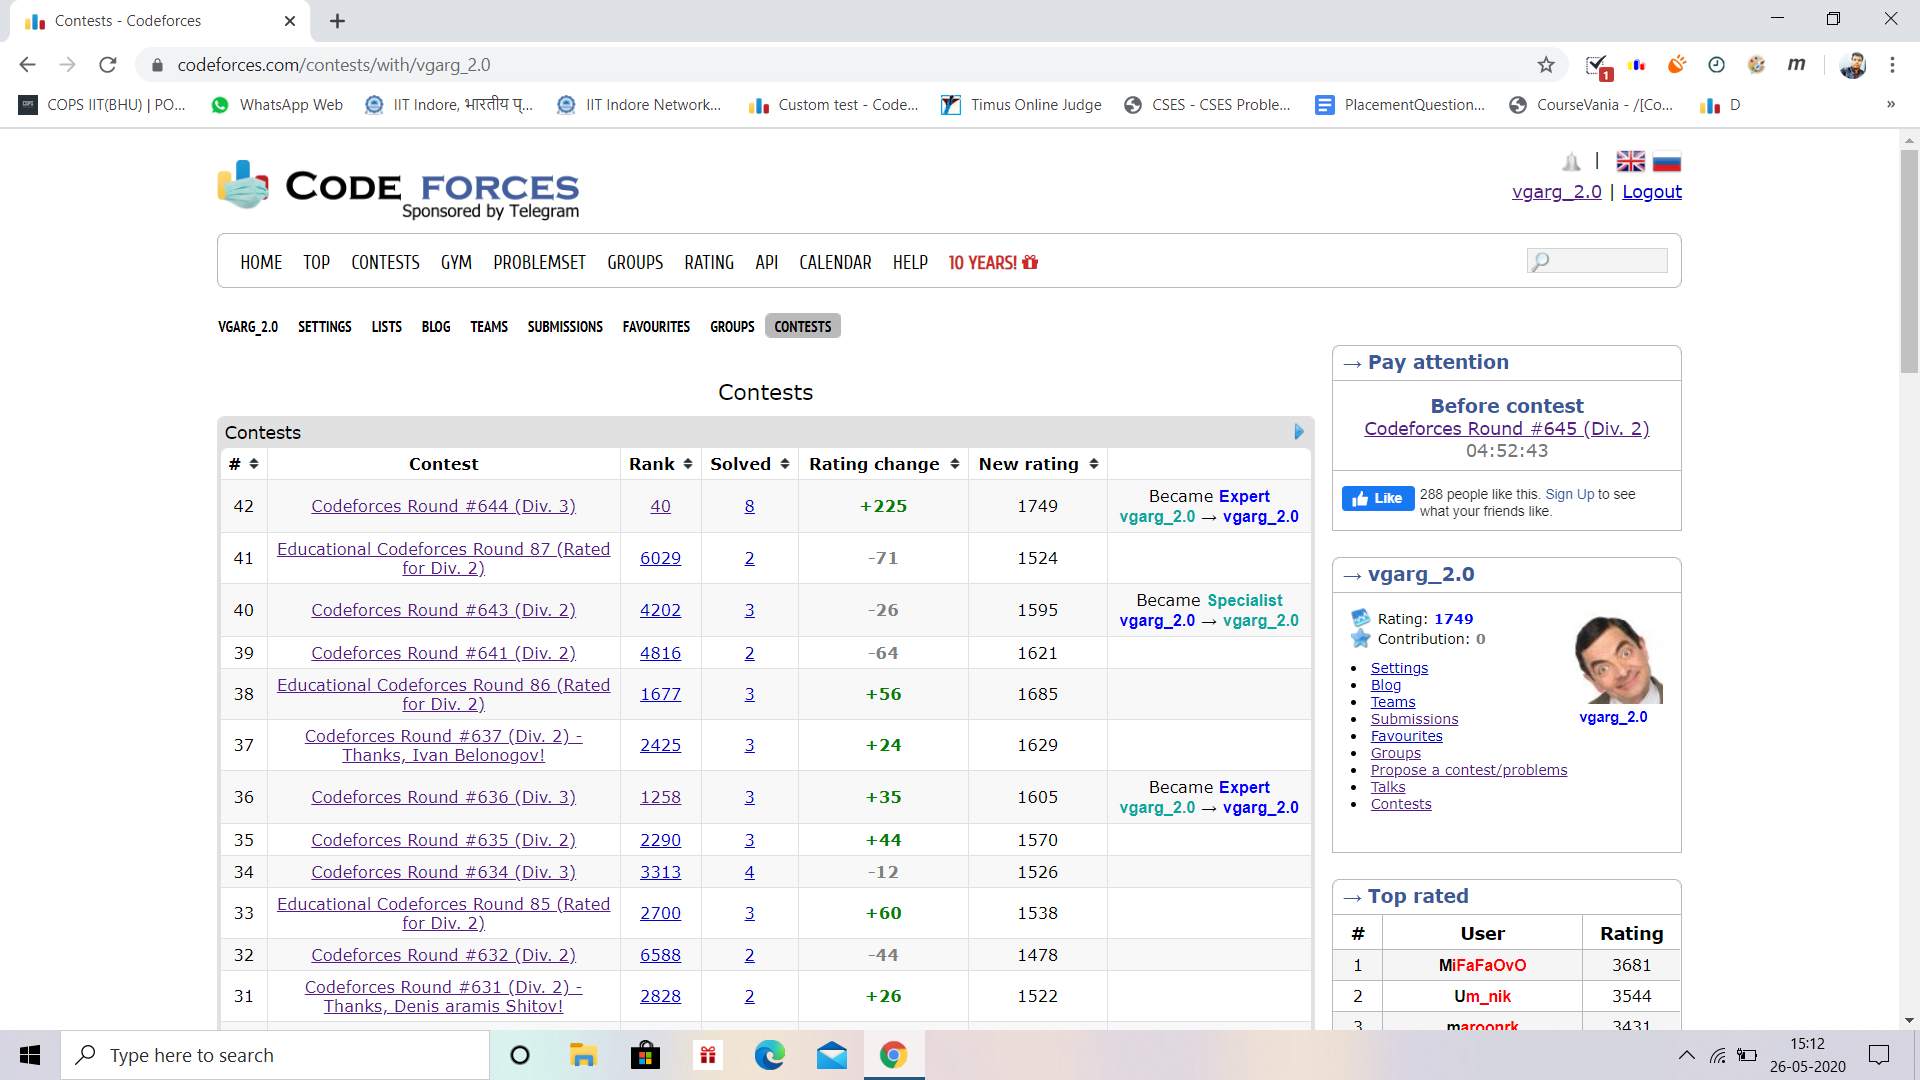 Contests - Codeforces
codeforces.com/contests/with/vgarg_2.0
1
m
COPS IIT(BHU) | PO...
WhatsApp Web
IIT Indore, भारतीय प्...
IIT Indore Network...
Custom test - Code...
Timus Online Judge
CSES - CSES Proble...
PlacementQuestion...
CourseVania - /[Co...
D
»
CODE FORCES
Sponsored by Telegram
vgarg_2.0 | Logout
HOME TOP CONTESTS GYM PROBLEMSET GROUPS RATING API CALENDAR HELP 10 YEARS!
VGARG_2.0 SETTINGS LISTS BLOG TEAMS SUBMISSIONS FAVOURITES GROUPS CONTESTS
Contests
Contests
# Contest Rank Solved Rating change New rating
42 Codeforces Round #644 (Div. 3) 40 8 +225 1749 Became Expert
vgarg_2.0 → vgarg_2.0
41 Educational Codeforces Round 87 (Rated
for Div. 2) 6029 2 -71 1524
40 Codeforces Round #643 (Div. 2) 4202 3 -26 1595 Became Specialist
vgarg_2.0 → vgarg_2.0
39 Codeforces Round #641 (Div. 2) 4816 2 -64 1621
38 Educational Codeforces Round 86 (Rated
for Div. 2) 1677 3 +56 1685
37 Codeforces Round #637 (Div. 2) -
Thanks, Ivan Belonogov! 2425 3 +24 1629
36 Codeforces Round #636 (Div. 3) 1258 3 +35 1605 Became Expert
vgarg_2.0 → vgarg_2.0
35 Codeforces Round #635 (Div. 2) 2290 3 +44 1570
34 Codeforces Round #634 (Div. 3) 3313 4 -12 1526
33 Educational Codeforces Round 85 (Rated
for Div. 2) 2700 3 +60 1538
32 Codeforces Round #632 (Div. 2) 6588 2 -44 1478
31 Codeforces Round #631 (Div. 2) -
Thanks, Denis aramis Shitov! 2828 2 +26 1522
→ Pay attention
Before contest
Codeforces Round #645 (Div. 2)
04:52:43
Like 288 people like this. Sign Up to see
what your friends like.
→ vgarg_2.0
Rating: 1749
Contribution: 0
Settings
Blog
Teams
Submissions
Favourites
Groups
Propose a contest/problems
Talks
Contests
vgarg_2.0
→ Top rated
# User Rating
1 MiFaFaOvO 3681
2 Um_nik 3544
3 maroonrk 3431
Type here to search
15:12
26-05-2020